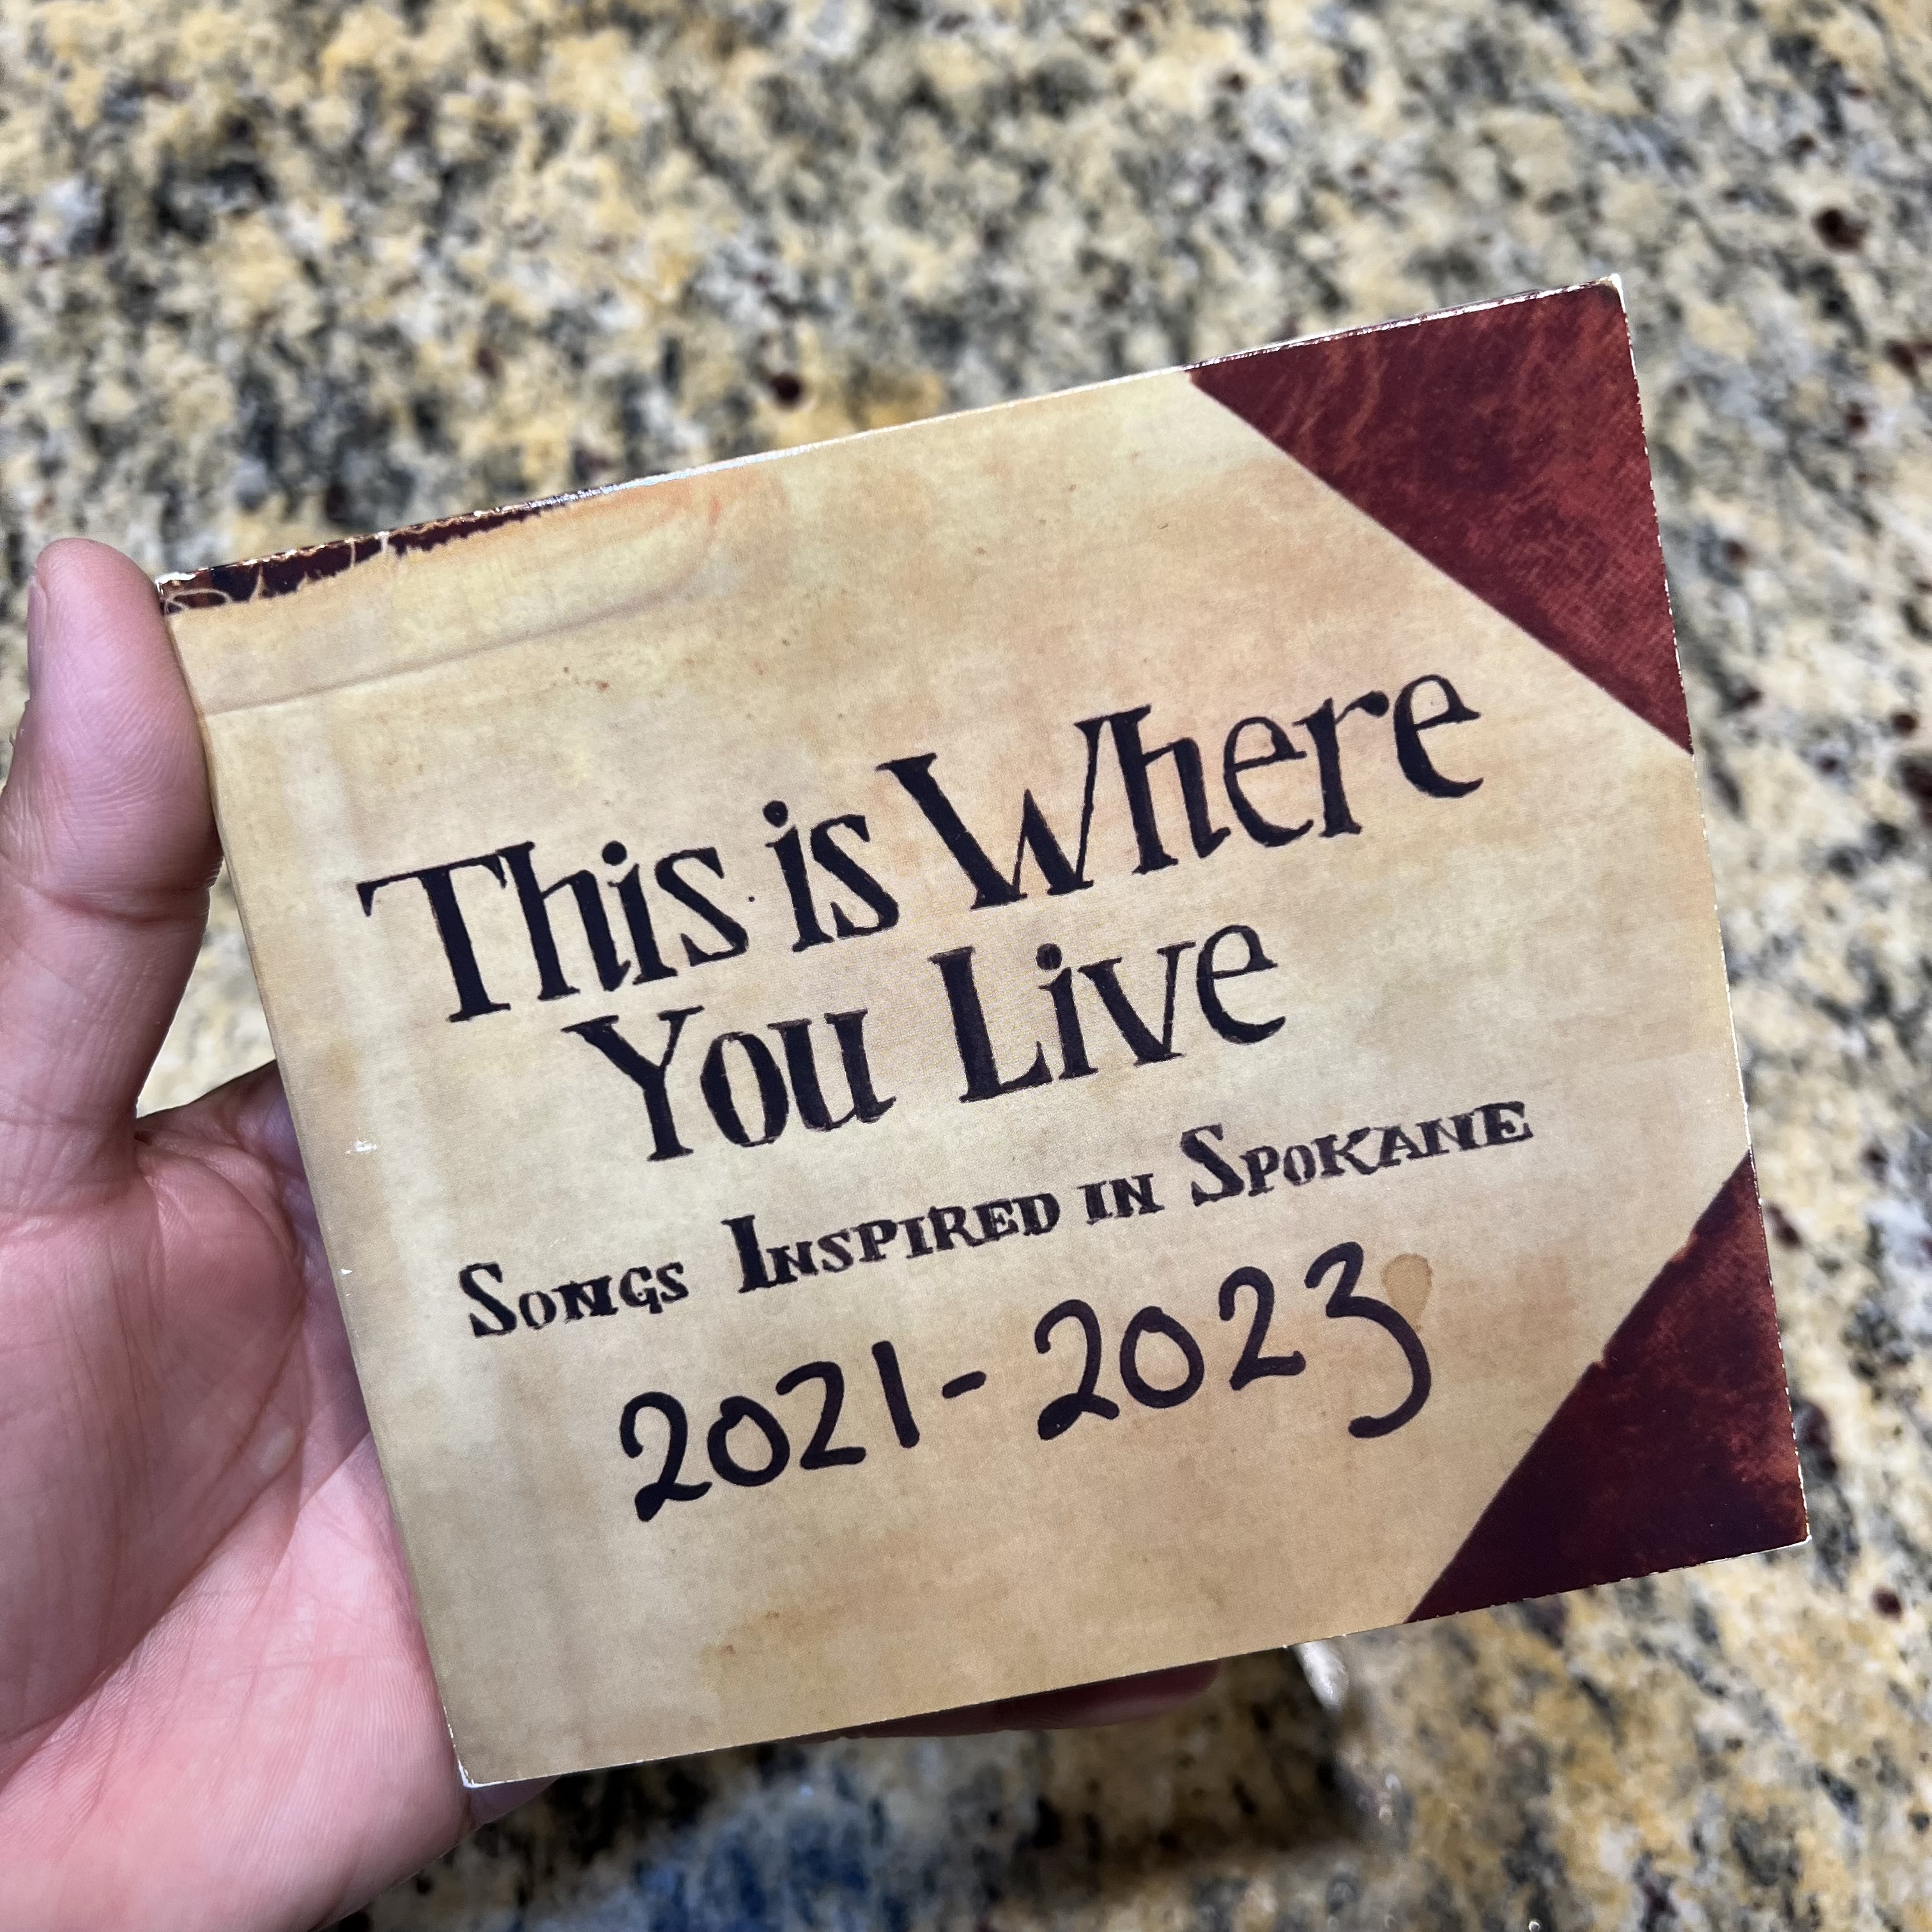 This is Where
You Live
Songs Inspired in Spokane
2021-2023